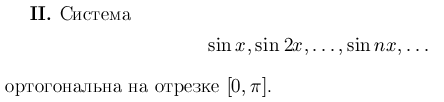 II. Система
sin x, sin 2x, . . . , sin nx, . . .
ортогональна на отрезке [0, π].